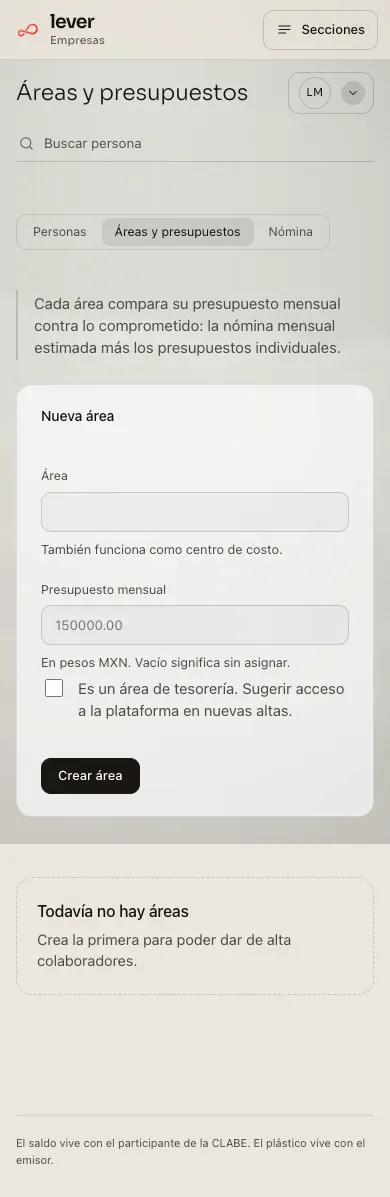 lever
Empresas
Secciones
Áreas y presupuestos
LM
Buscar persona
Personas
Áreas y presupuestos
Nómina
Cada área compara su presupuesto mensual
contra lo comprometido: la nómina mensual
estimada más los presupuestos individuales.
Nueva área
Área
También funciona como centro de costo.
Presupuesto mensual
150000.00
En pesos MXN. Vacío significa sin asignar.
Es un área de tesorería. Sugerir acceso
a la plataforma en nuevas altas.
Crear área
Todavía no hay áreas
Crea la primera para poder dar de alta
colaboradores.
El saldo vive con el participante de la CLABE. El plástico vive con el
emisor.